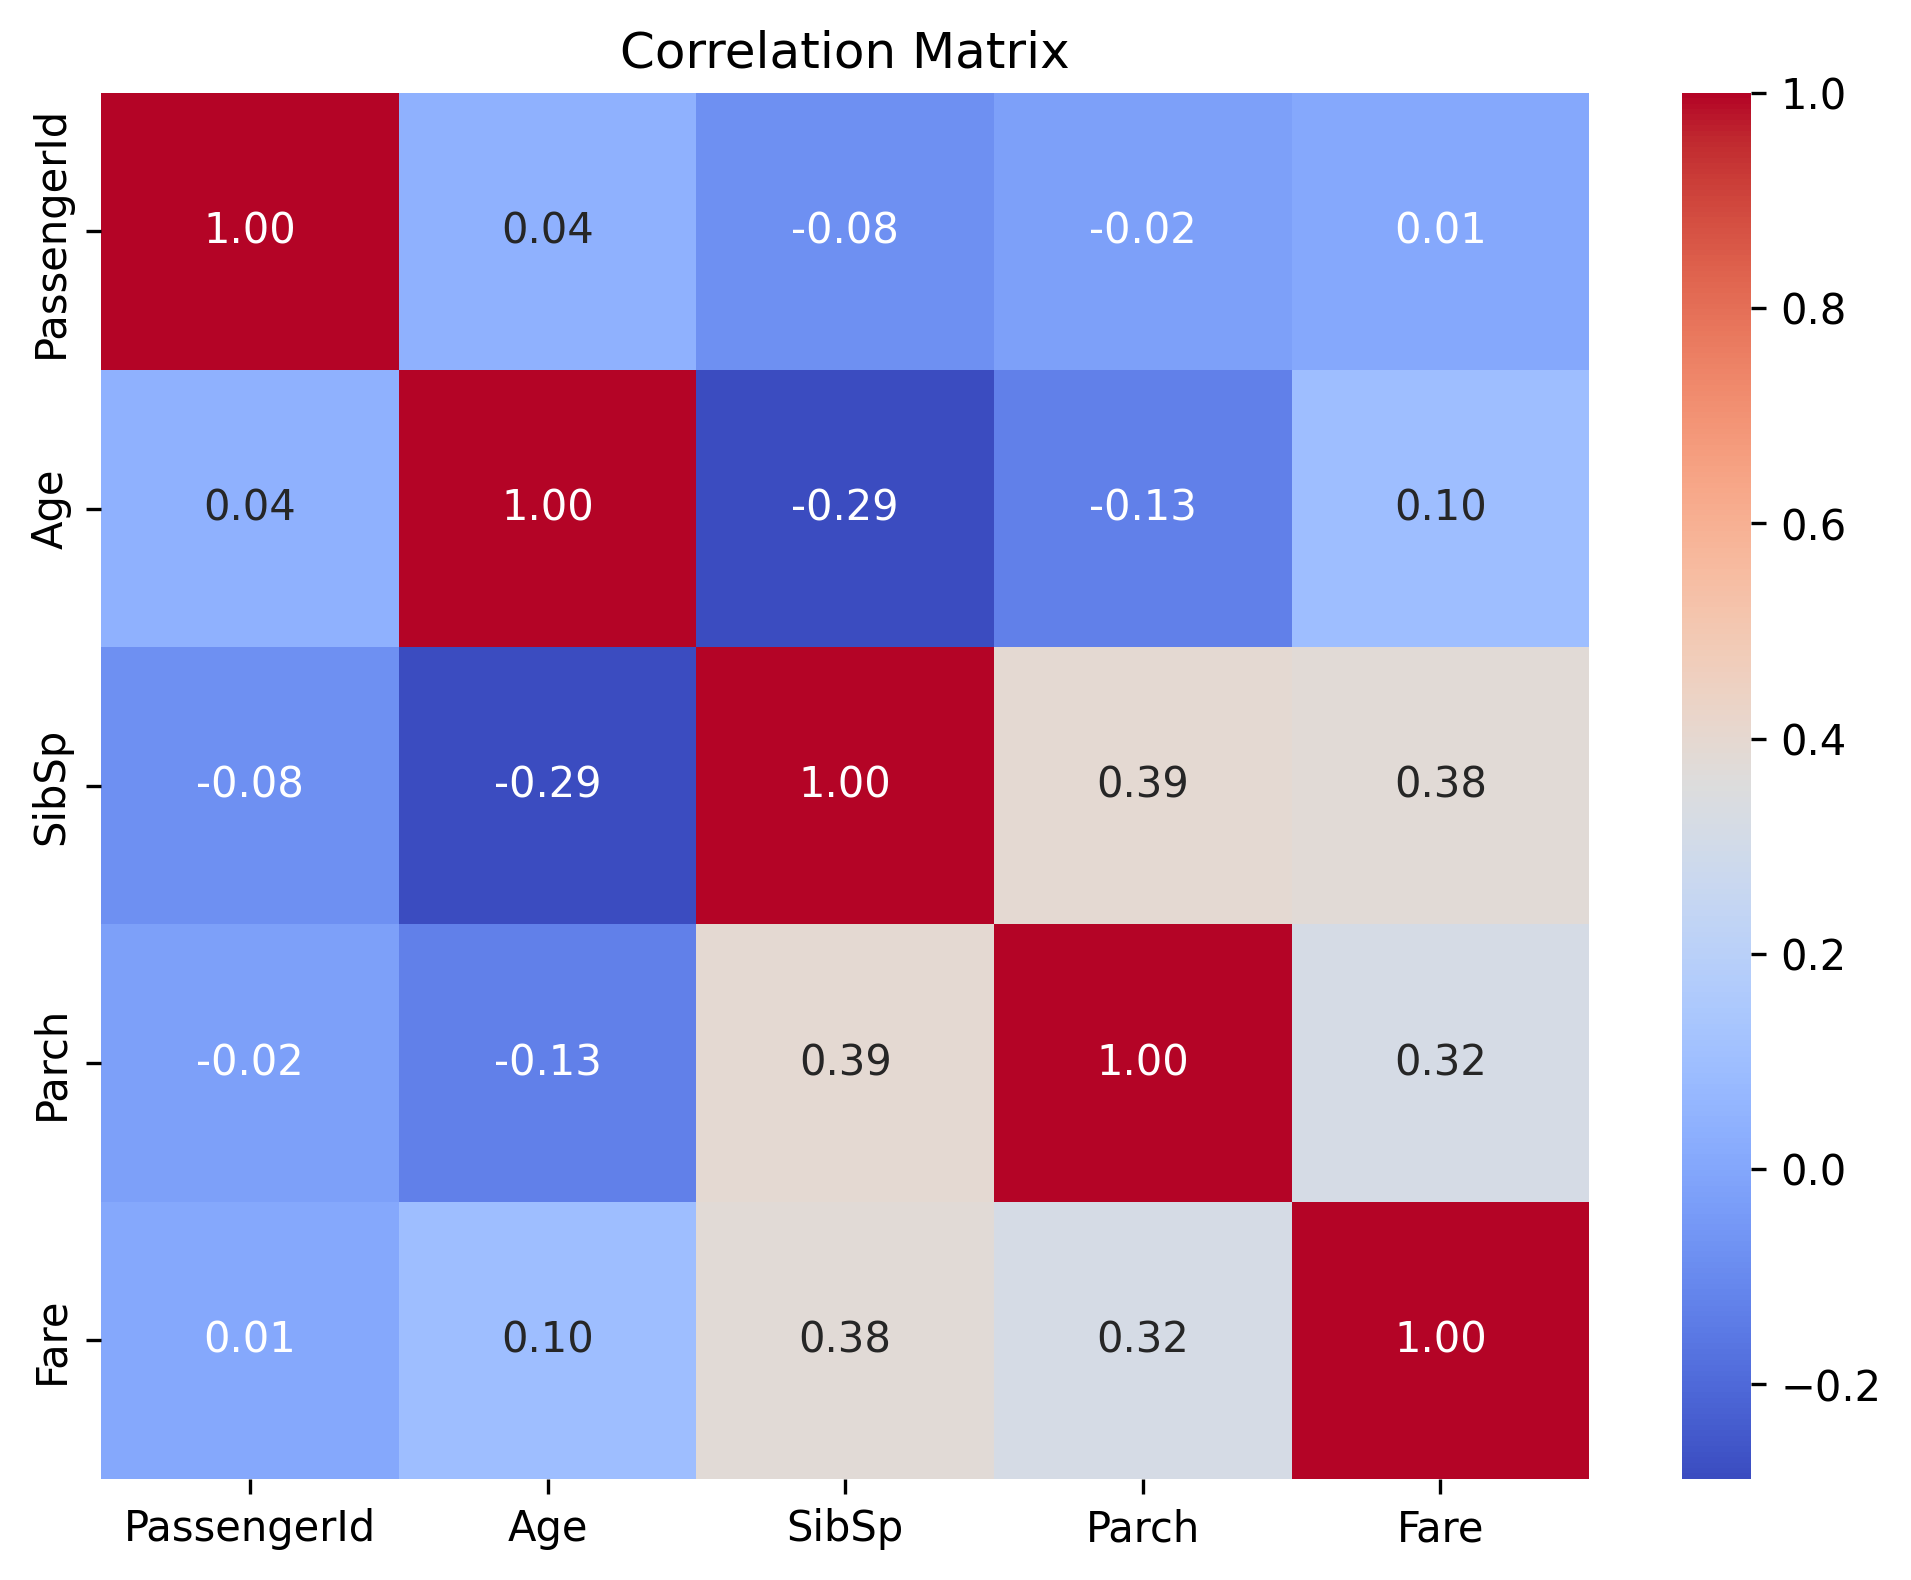 Correlation Matrix
PassengerId 1.00 0.04 -0.08 -0.02 0.01
Age 0.04 1.00 -0.29 -0.13 0.10
SibSp -0.08 -0.29 1.00 0.39 0.38
Parch -0.02 -0.13 0.39 1.00 0.32
Fare 0.01 0.10 0.38 0.32 1.00
PassengerId Age SibSp Parch Fare
1.0
0.8
0.6
0.4
0.2
0.0
−0.2